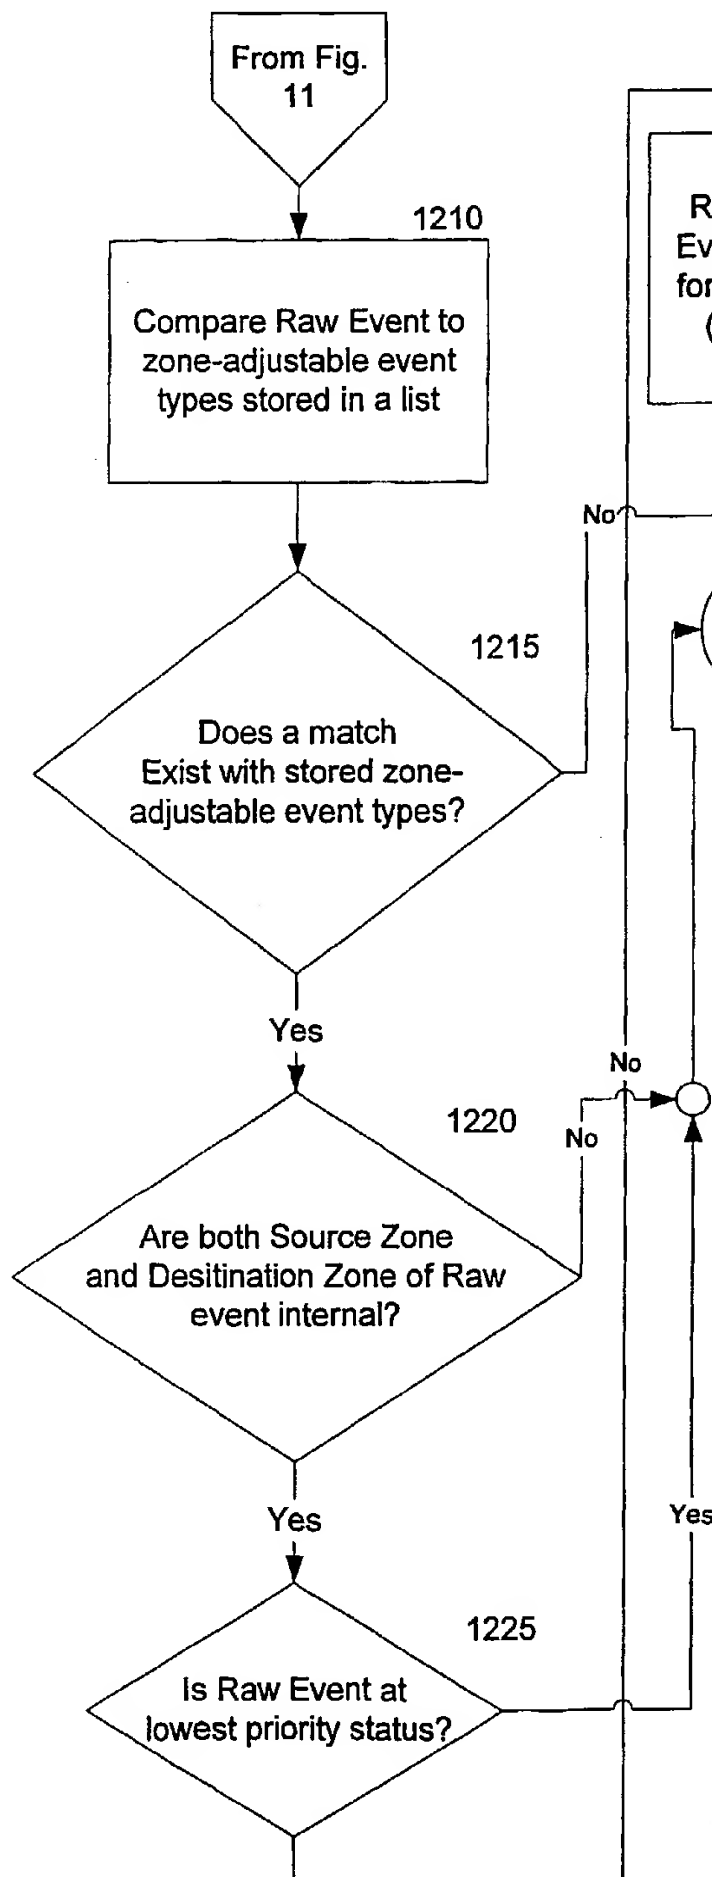 From Fig.
11
1210
Compare Raw Event to
zone-adjustable event
types stored in a list
No
1215
Does a match
Exist with stored zone-
adjustable event types?
Yes
No
1220
No
Are both Source Zone
and Desitination Zone of Raw
event internal?
Yes
Yes
1225
Is Raw Event at
lowest priority status?
for